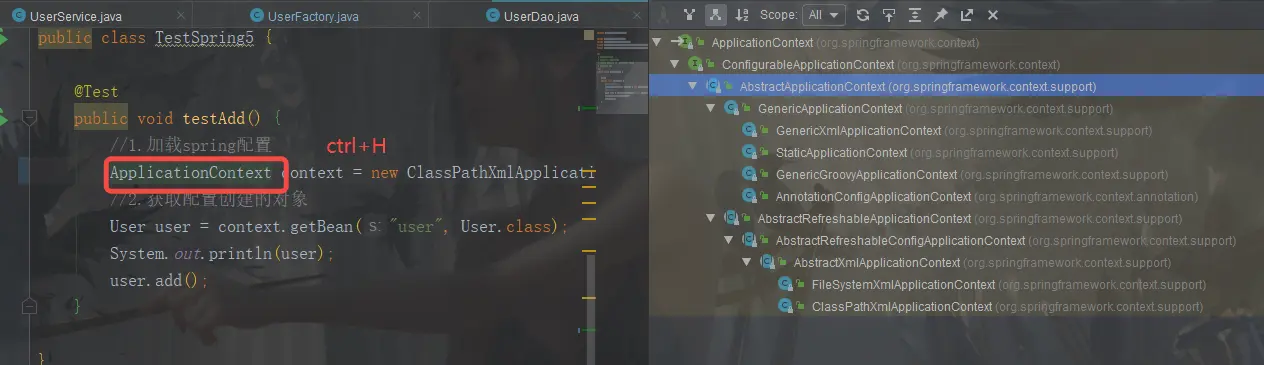 UserService.java
UserFactory.java
UserDao.java
public class TestSpring5 {
@Test
public void testAdd() {
//1.加载spring配置
ctrl+H
ApplicationContext context = new ClassPathXmlApplicati
//2.获取配置创建的对象
User user = context.getBean( s: "user", User.class);
System.out.println(user);
user.add();
}
}
Scope: All
ApplicationContext (org.springframework.context)
ConfigurableApplicationContext (org.springframework.context)
AbstractApplicationContext (org.springframework.context.support)
GenericApplicationContext (org.springframework.context.support)
GenericXmlApplicationContext (org.springframework.context.support)
StaticApplicationContext (org.springframework.context.support)
GenericGroovyApplicationContext (org.springframework.context.support)
AnnotationConfigApplicationContext (org.springframework.context.annotation)
AbstractRefreshableApplicationContext (org.springframework.context.support)
AbstractRefreshableConfigApplicationContext (org.springframework.context.support)
AbstractXmlApplicationContext (org.springframework.context.support)
FileSystemXmlApplicationContext (org.springframework.context.support)
ClassPathXmlApplicationContext (org.springframework.context.support)